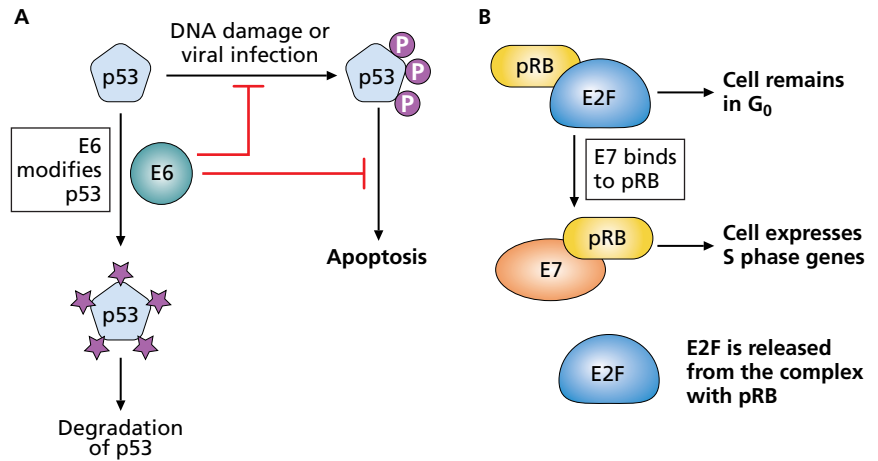 A
DNA damage or
viral infection
p53
p53
P
P
P
E6
modifies
p53
E6
Apoptosis
p53
Degradation
of p53
B
pRB
E2F
Cell remains
in G₀
E7 binds
to pRB
pRB
E7
Cell expresses
S phase genes
E2F
E2F is released
from the complex
with pRB